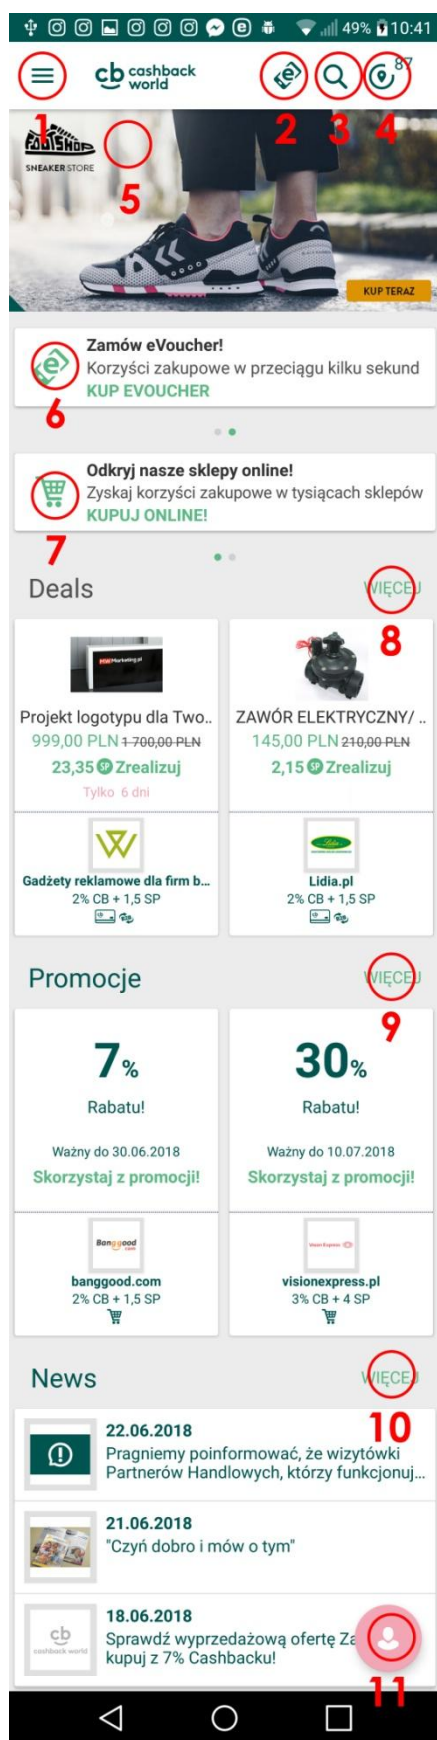 49% 10:41
cb cashback
world
87
1
2
3
4
FOOTSHOP
SNEAKER STORE
5
KUP TERAZ
Zamów eVoucher!
Korzyści zakupowe w przeciągu kilku sekund
KUP EVOUCHER
6
Odkryj nasze sklepy online!
Zyskaj korzyści zakupowe w tysiącach sklepów
KUPUJ ONLINE!
7
Deals
WIĘCEJ
8
Projekt logotypu dla Two..
999,00 PLN 1 700,00 PLN
23,35 SP Zrealizuj
Tylko 6 dni
Gadżety reklamowe dla firm b...
2% CB + 1,5 SP
ZAWÓR ELEKTRYCZNY/ ..
145,00 PLN 210,00 PLN
2,15 SP Zrealizuj
Lidia
Lidia.pl
2% CB + 1,5 SP
Promocje
WIĘCEJ
9
7%
Rabatu!
Ważny do 30.06.2018
Skorzystaj z promocji!
Banggood
.com
banggood.com
2% CB + 1,5 SP
30%
Rabatu!
Ważny do 10.07.2018
Skorzystaj z promocji!
Vision Express
visionexpress.pl
3% CB + 4 SP
News
WIĘCEJ
10
22.06.2018
Pragniemy poinformować, że wizytówki
Partnerów Handlowych, którzy funkcjonuj...
21.06.2018
"Czyń dobro i mów o tym"
cb
cashback world
18.06.2018
Sprawdź wyprzedażową ofertę Za
kupuj z 7% Cashbacku!
11